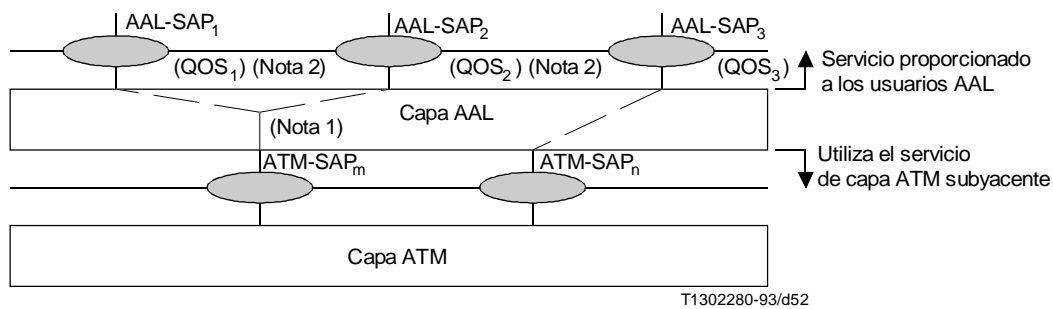 AAL-SAP1 AAL-SAP2 AAL-SAP3
(QOS1) (Nota 2) (QOS2) (Nota 2) (QOS3)
Servicio proporcionado
a los usuarios AAL
Capa AAL
(Nota 1)
ATM-SAPm ATM-SAPn
Utiliza el servicio
de capa ATM subyacente
Capa ATM
T1302280-93/d52